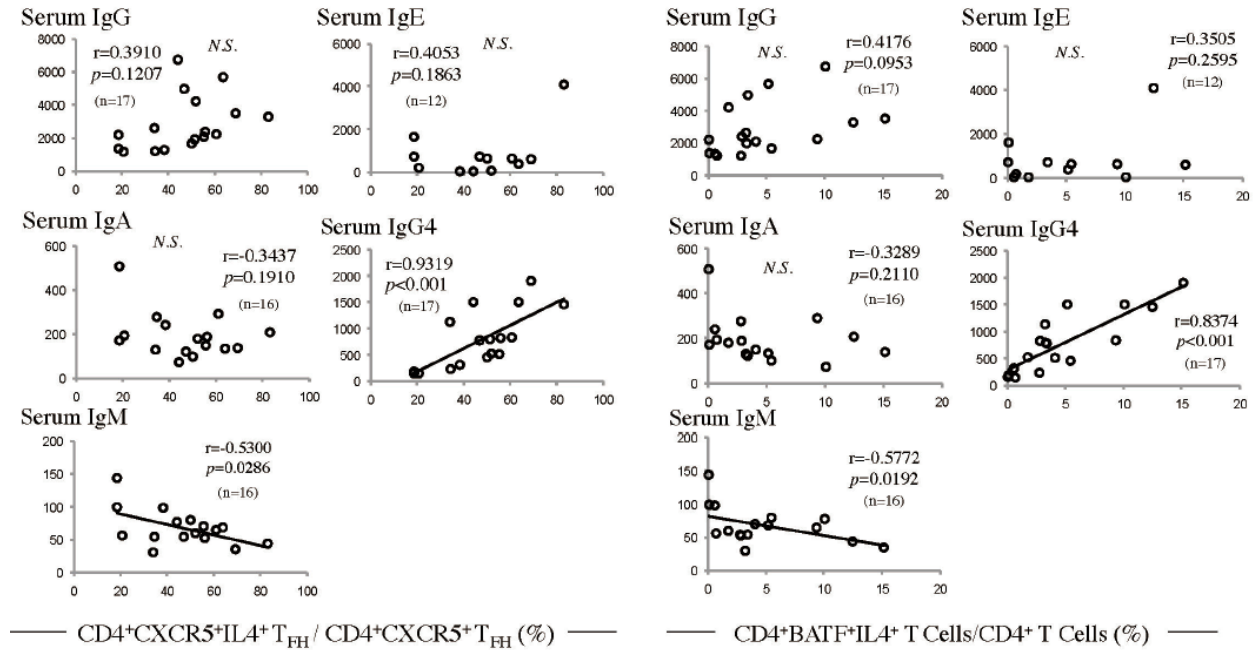 Serum IgG
N.S.
r=0.3910
p=0.1207
(n=17)
8000
6000
4000
2000
0
0 20 40 60 80 100
Serum IgE
N.S.
r=0.4053
p=0.1863
(n=12)
6000
4000
2000
0
0 20 40 60 80 100
Serum IgA
N.S.
r=-0.3437
p=0.1910
(n=16)
600
400
200
0
0 20 40 60 80 100
Serum IgG4
r=0.9319
p<0.001
(n=17)
2500
2000
1500
1000
500
0
0 20 40 60 80 100
Serum IgM
r=-0.5300
p=0.0286
(n=16)
200
150
100
50
0
0 20 40 60 80 100
CD4⁺CXCR5⁺IL4⁺ T_FH / CD4⁺CXCR5⁺ T_FH (%)
Serum IgG
N.S.
r=0.4176
p=0.0953
(n=17)
8000
6000
4000
2000
0
0 5 10 15 20
Serum IgE
N.S.
r=0.3505
p=0.2595
(n=12)
6000
4000
2000
0
0 5 10 15 20
Serum IgA
N.S.
r=-0.3289
p=0.2110
(n=16)
600
400
200
0
0 5 10 15 20
Serum IgG4
r=0.8374
p<0.001
(n=17)
2500
2000
1500
1000
500
0
0 5 10 15 20
Serum IgM
r=-0.5772
p=0.0192
(n=16)
200
150
100
50
0
0 5 10 15 20
CD4⁺BATF⁺IL4⁺ T Cells/CD4⁺ T Cells (%)